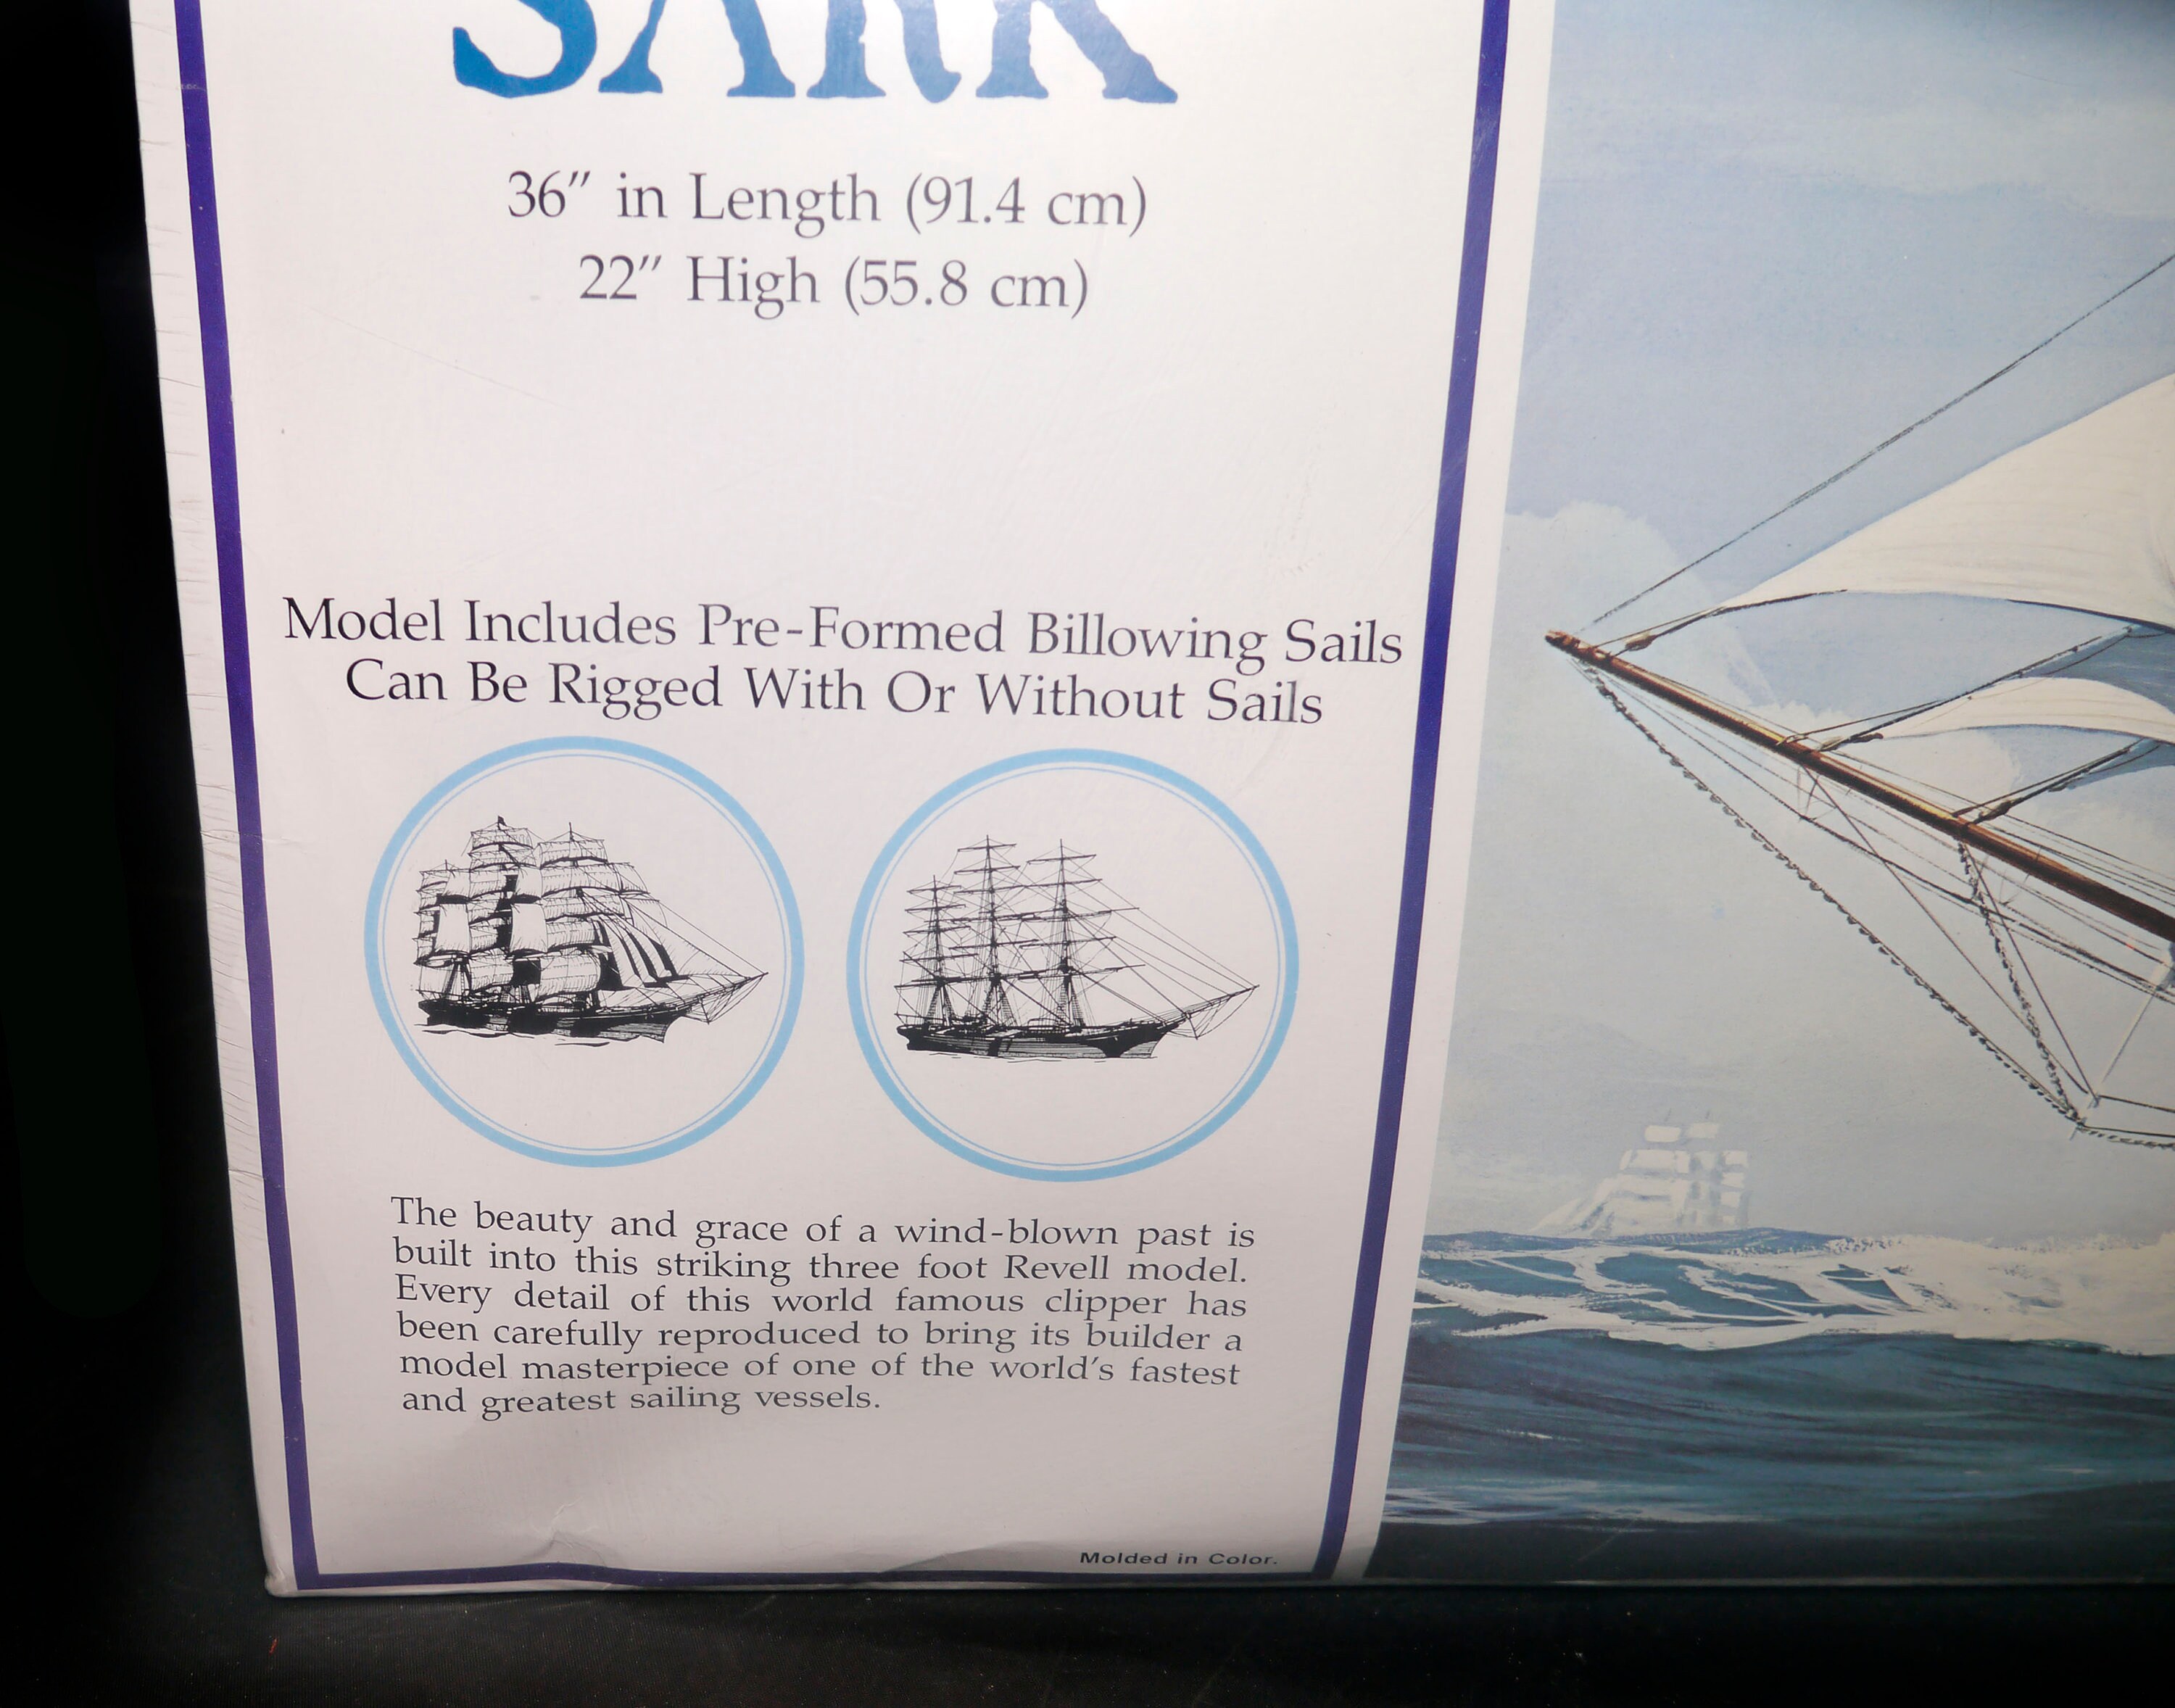 SARK
36" in Length (91.4 cm)
22" High (55.8 cm)
Model Includes Pre-Formed Billowing Sails
Can Be Rigged With Or Without Sails
The beauty and grace of a wind-blown past is
built into this striking three foot Revell model.
Every detail of this world famous clipper has
been carefully reproduced to bring its builder a
model masterpiece of one of the world's fastest
and greatest sailing vessels.
Molded in Color.